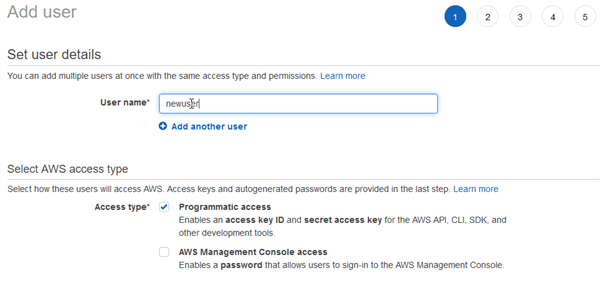 Add user
1 2 3 4 5
Set user details
You can add multiple users at once with the same access type and permissions. Learn more
User name* newuser
Add another user
Select AWS access type
Select how these users will access AWS. Access keys and autogenerated passwords are provided in the last step. Learn more
Access type* Programmatic access
Enables an access key ID and secret access key for the AWS API, CLI, SDK, and
other development tools.
AWS Management Console access
Enables a password that allows users to sign-in to the AWS Management Console.